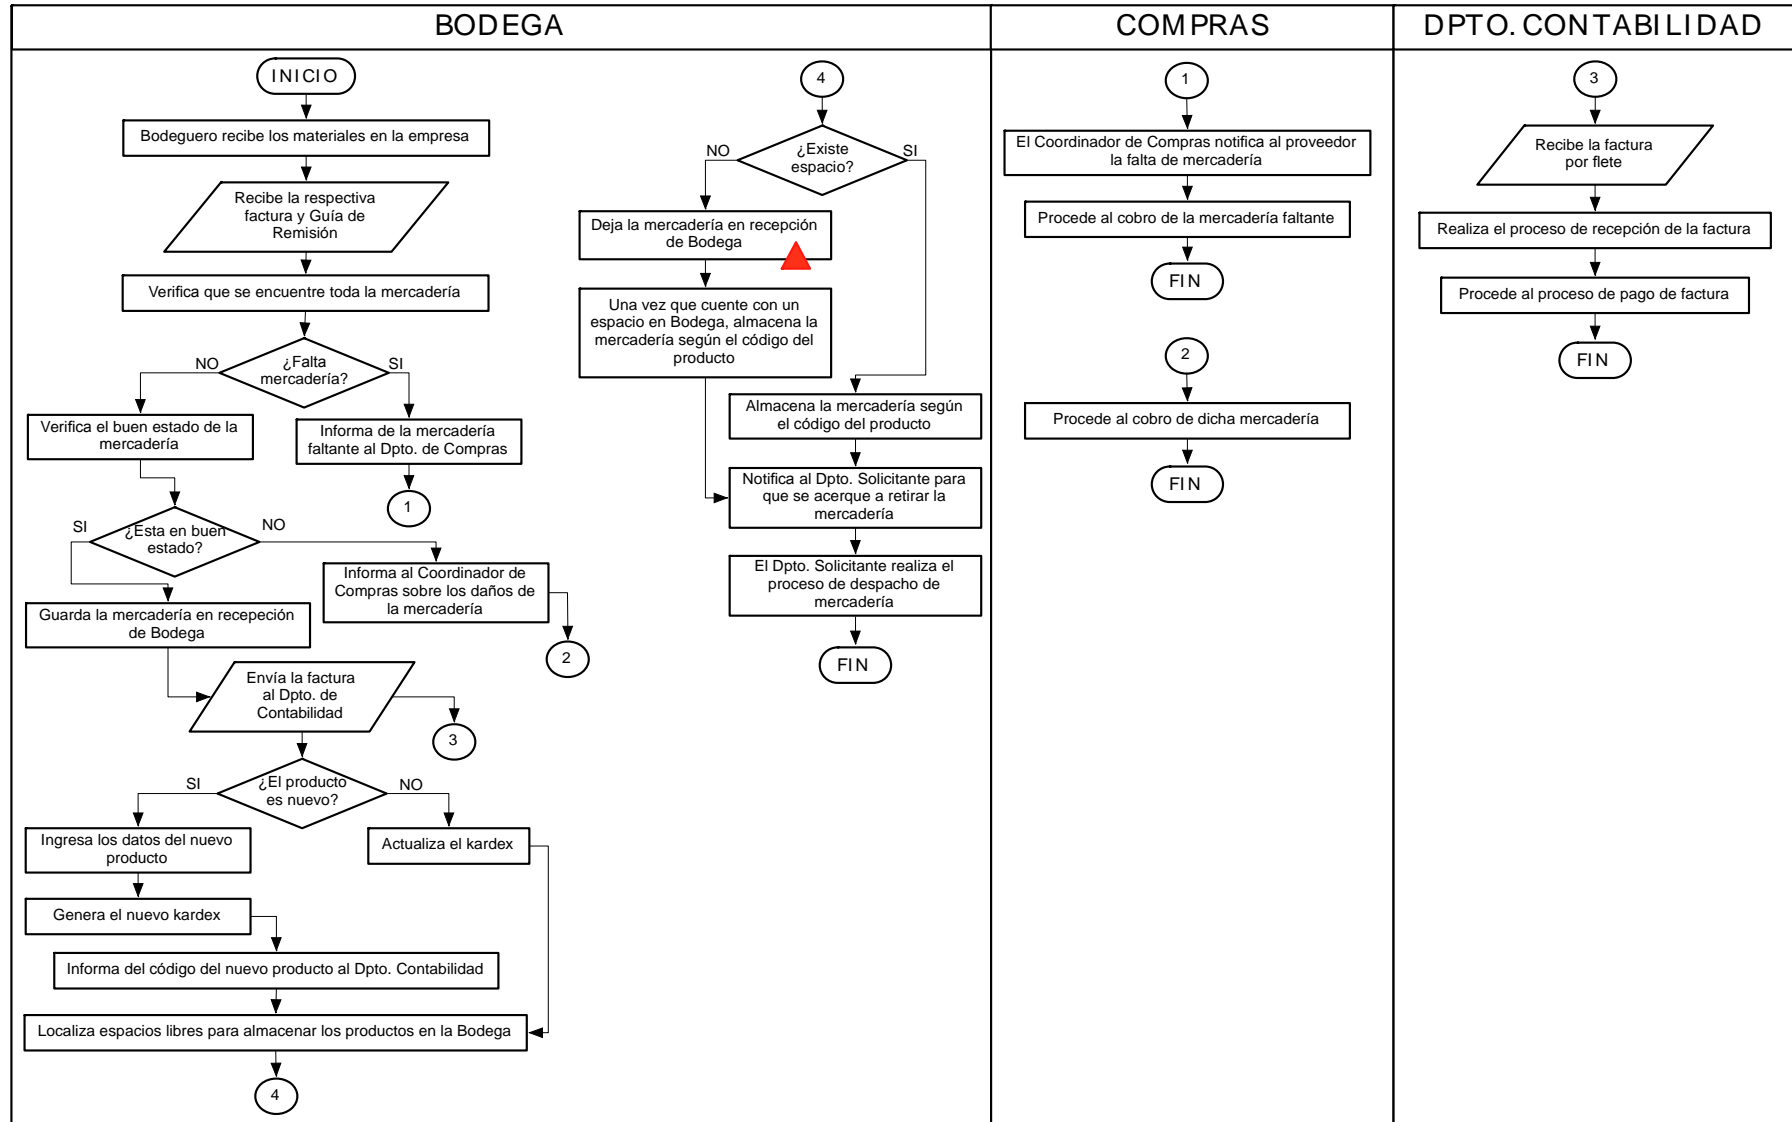 BODEGA
INICIO
Bodeguero recibe los materiales en la empresa
Recibe la respectiva
factura y Guía de
Remisión
Verifica que se encuentre toda la mercadería
¿Falta
mercadería?
NO
SI
Verifica el buen estado de la
mercadería
Informa de la mercadería
faltante al Dpto. de Compras
1
¿Esta en buen
estado?
SI
NO
Informa al Coordinador de
Compras sobre los daños de
la mercadería
2
Guarda la mercadería en recepeción
de Bodega
Envía la factura
al Dpto. de
Contabilidad
3
¿El producto
es nuevo?
SI
NO
Ingresa los datos del nuevo
producto
Actualiza el kardex
Genera el nuevo kardex
Informa del código del nuevo producto al Dpto. Contabilidad
Localiza espacios libres para almacenar los productos en la Bodega
4
4
¿Existe
espacio?
NO
SI
Deja la mercadería en recepción
de Bodega
Una vez que cuente con un
espacio en Bodega, almacena la
mercadería según el código del
producto
Almacena la mercadería según
el código del producto
Notifica al Dpto. Solicitante para
que se acerque a retirar la
mercadería
El Dpto. Solicitante realiza el
proceso de despacho de
mercadería
FIN
COMPRAS
1
El Coordinador de Compras notifica al proveedor
la falta de mercadería
Procede al cobro de la mercadería faltante
FIN
2
Procede al cobro de dicha mercadería
FIN
DPTO. CONTABILIDAD
3
Recibe la factura
por flete
Realiza el proceso de recepción de la factura
Procede al proceso de pago de factura
FIN